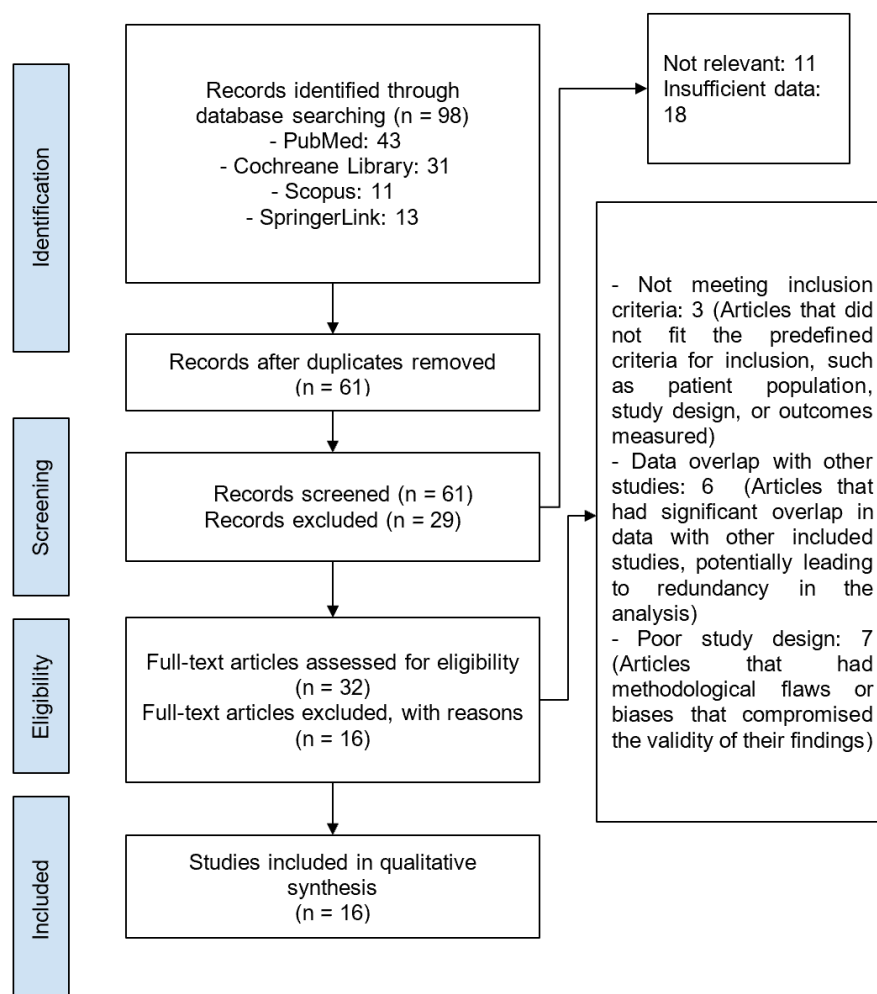 Identification
Records identified through
database searching (n = 98)
- PubMed: 43
- Cochreane Library: 31
- Scopus: 11
- SpringerLink: 13
Not relevant: 11
Insufficient data:
18
Records after duplicates removed
(n = 61)
Screening
Records screened (n = 61)
Records excluded (n = 29)
- Not meeting inclusion
criteria: 3 (Articles that did
not fit the predefined
criteria for inclusion, such
as patient population,
study design, or outcomes
measured)
- Data overlap with other
studies: 6 (Articles that
had significant overlap in
data with other included
studies, potentially leading
to redundancy in the
analysis)
- Poor study design: 7
(Articles that had
methodological flaws or
biases that compromised
the validity of their findings)
Eligibility
Full-text articles assessed for eligibility
(n = 32)
Full-text articles excluded, with reasons
(n = 16)
Included
Studies included in qualitative
synthesis
(n = 16)